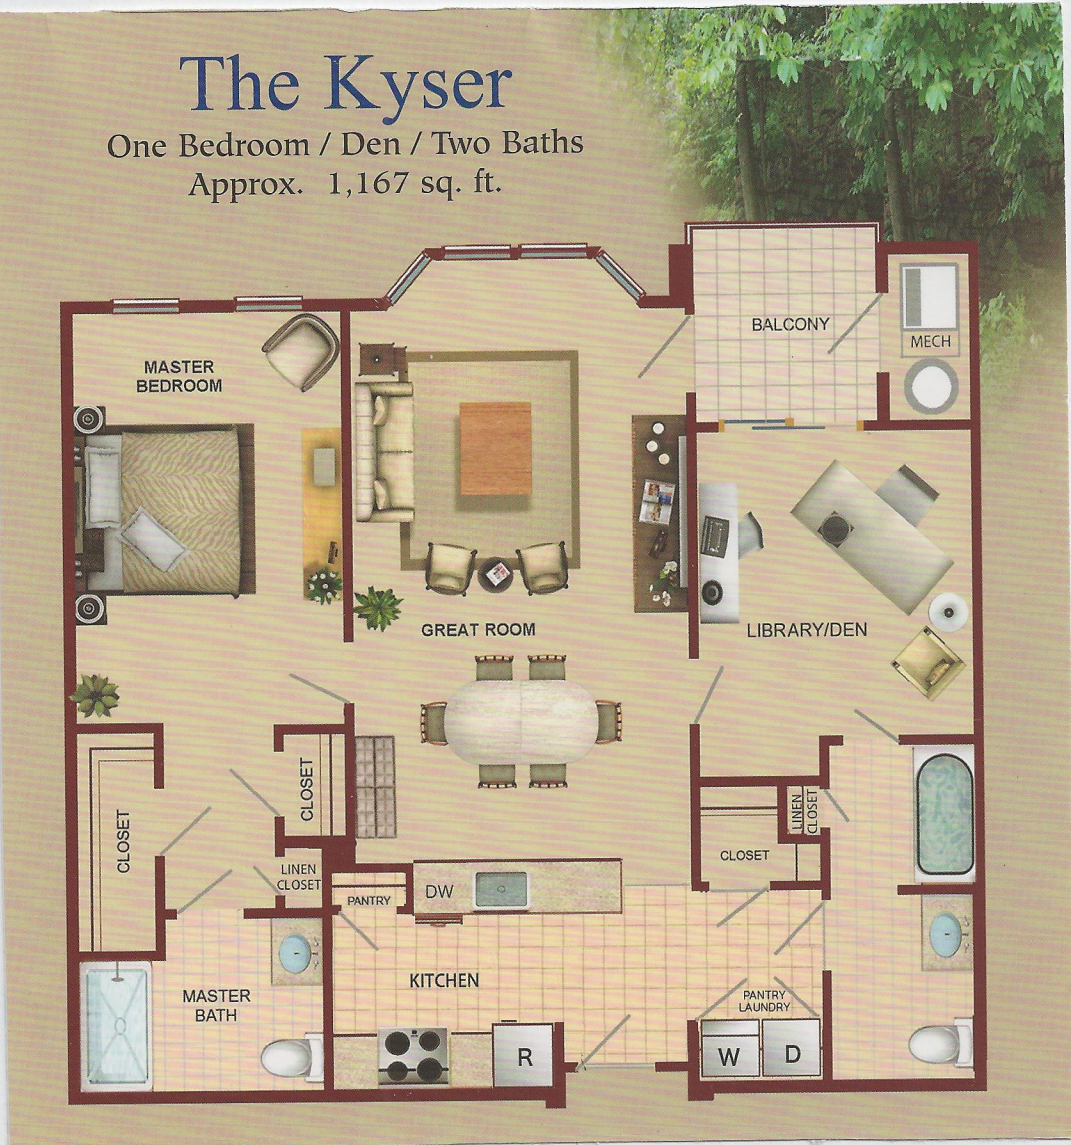 The Kyser
One Bedroom / Den / Two Baths
Approx. 1,167 sq. ft.
BALCONY
MECH
MASTER
BEDROOM
GREAT ROOM
LIBRARY/DEN
CLOSET
CLOSET
LINEN
CLOSET
LINEN
CLOSET
CLOSET
PANTRY
DW
KITCHEN
MASTER
BATH
PANTRY
LAUNDRY
R
W
D